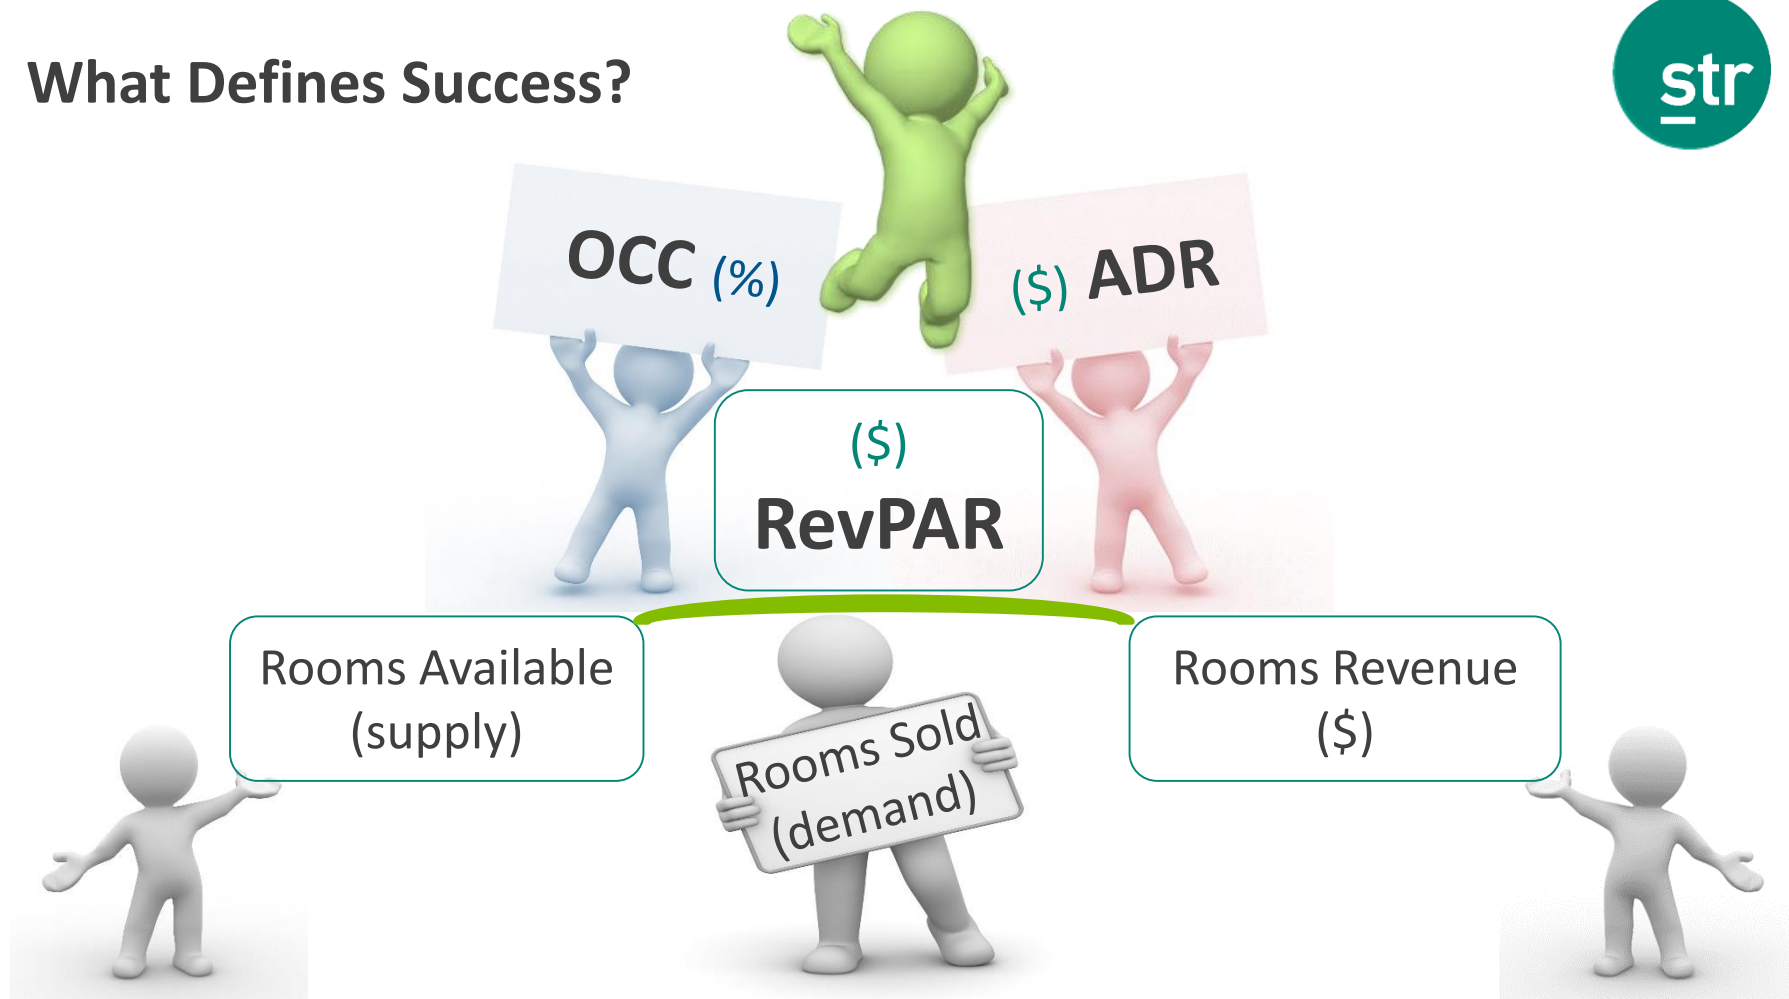 What Defines Success?
str
OCC (%)
($) ADR
($)
RevPAR
Rooms Available
(supply)
Rooms Sold
(demand)
Rooms Revenue
($)